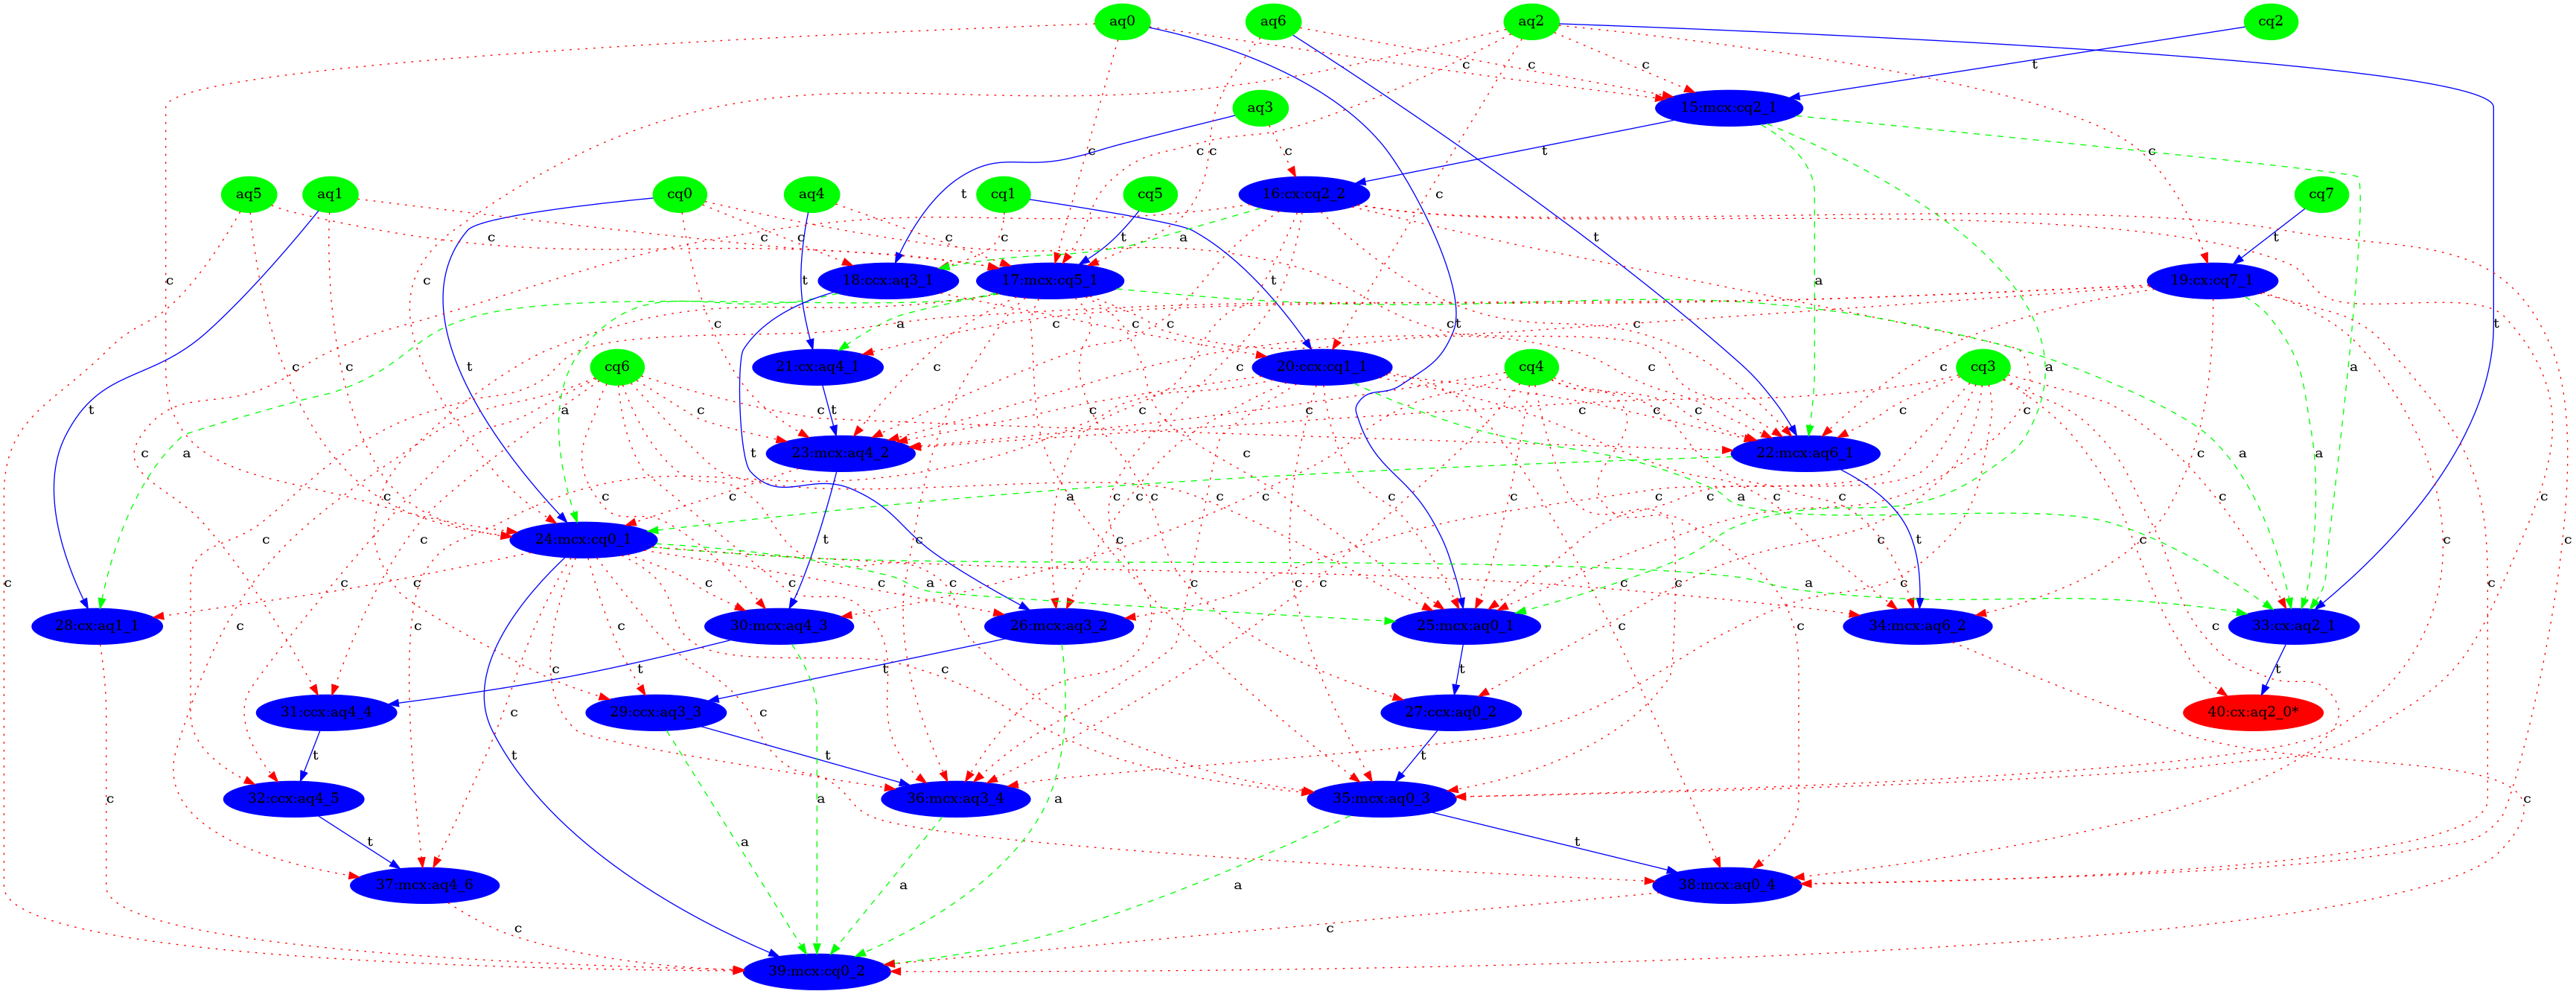 aq0 aq6 aq2 cq2
c c c t
aq3 15:mcx:cq2_1
c c c c t c
aq5 aq1 cq0 aq4 cq1 cq5 16:cx:cq2_2 c cq7
t c
c c c c c t a t t
c 18:ccx:aq3_1 17:mcx:cq5_1 t a a 19:cx:cq7_1
c t c a c c c c t c t
21:cx:aq4_1 cq6 20:ccx:cq1_1 cq4 cq3
t a c c c c c c
t t c c c c c c a
23:mcx:aq4_2 22:mcx:aq6_1
a c c t c a c c c c c a a c
24:mcx:cq0_1 t c c c c c t
c c c a c c c c a c c
28:cx:aq1_1 30:mcx:aq4_3 26:mcx:aq3_2 25:mcx:aq0_1 34:mcx:aq6_2 33:cx:aq2_1
c c c c t t c t c c t
31:ccx:aq4_4 29:ccx:aq3_3 27:ccx:aq0_2 40:cx:aq2_0*
t c c t t
32:ccx:aq4_5 36:mcx:aq3_4 35:mcx:aq0_3 c
c c t t a a a t
37:mcx:aq4_6 a a 38:mcx:aq0_4
c c
39:mcx:cq0_2